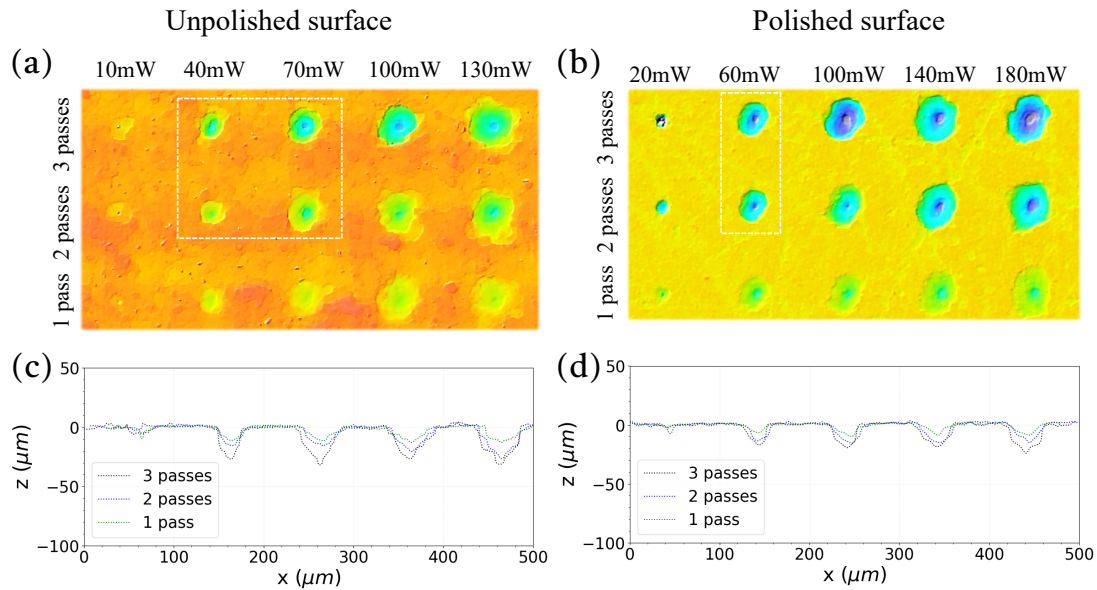 Unpolished surface
Polished surface
(a)
10mW 40mW 70mW 100mW 130mW
3 passes
2 passes
1 pass
(b)
20mW 60mW 100mW 140mW 180mW
3 passes
2 passes
1 pass
(c)
50
0
−50
−100
z (μm)
3 passes
2 passes
1 pass
0 100 200 300 400 500
x (μm)
(d)
50
0
−50
−100
z (μm)
3 passes
2 passes
1 pass
0 100 200 300 400 500
x (μm)